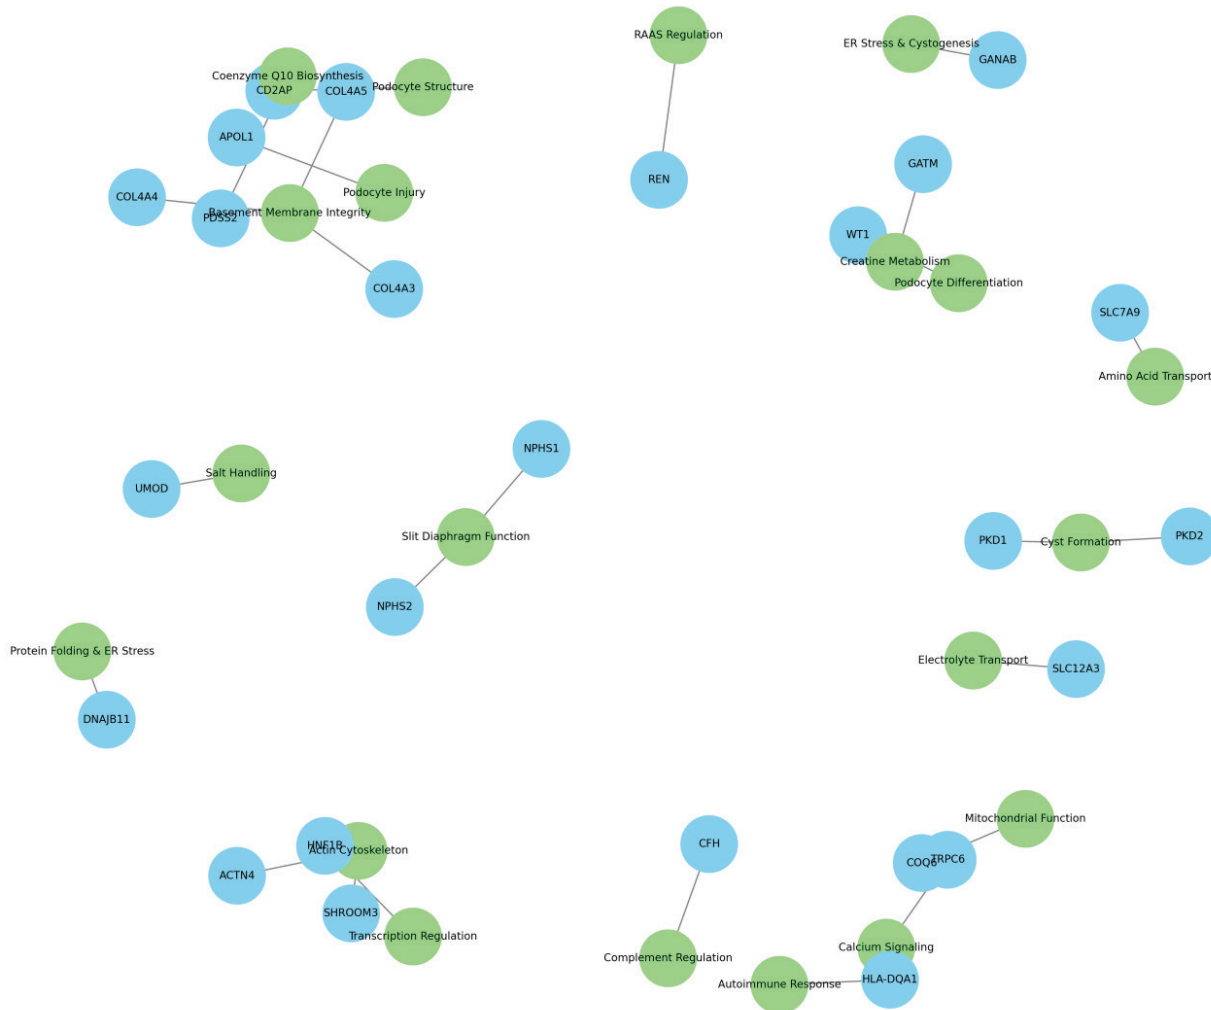 RAAS Regulation
ER Stress & Cystogenesis
GANAB
Coenzyme Q10 Biosynthesis
CD2AP
COL4A5
Podocyte Structure
APOL1
GATM
REN
COL4A4
Podocyte Injury
PDSS2
Basement Membrane Integrity
WT1
Creatine Metabolism
Podocyte Differentiation
COL4A3
SLC7A9
Amino Acid Transport
NPHS1
Salt Handling
UMOD
Slit Diaphragm Function
PKD1
Cyst Formation
PKD2
NPHS2
Protein Folding & ER Stress
Electrolyte Transport
SLC12A3
DNAJB11
Mitochondrial Function
HNF1B
Actin Cytoskeleton
CFH
COQ6
TRPC6
ACTN4
SHROOM3
Transcription Regulation
Calcium Signaling
Complement Regulation
HLA-DQA1
Autoimmune Response